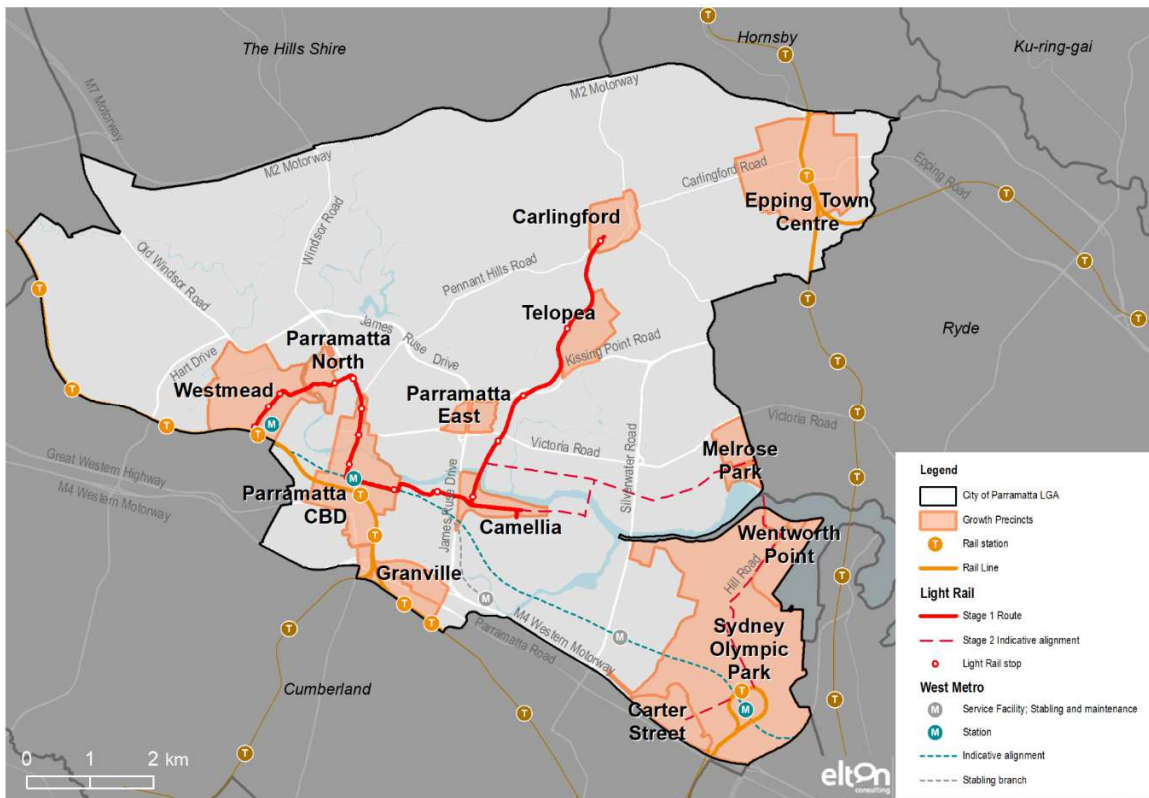 The Hills Shire
Hornsby
Ku-ring-gai
M7 Motorway
M2 Motorway
M2 Motorway
Carlingford Road
Epping Road
Epping Town
Centre
Windsor Road
Carlingford
Old Windsor Road
Pennant Hills Road
Telopea
Ryde
James Ruse Drive
Parramatta
North
Kissing Point Road
Hart Drive
Westmead
Parramatta
East
Victoria Road
Victoria Road
Silverwater Road
Melrose
Park
Great Western Highway
M4 Western Motorway
Parramatta
CBD
James Ruse Drive
Camellia
Wentworth
Point
Hill Road
Granville
M4 Western Motorway
Parramatta Road
Sydney
Olympic
Park
Cumberland
Carter
Street
0 1 2 km
elton
consulting
Legend
City of Parramatta LGA
Growth Precincts
T Rail station
Rail Line
Light Rail
Stage 1 Route
Stage 2 Indicative alignment
Light Rail stop
West Metro
M Service Facility; Stabling and maintenance
M Station
Indicative alignment
Stabling branch